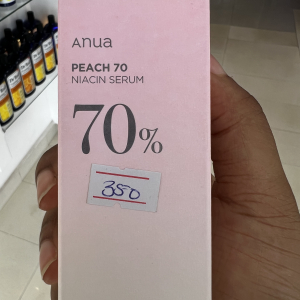 Anua
PEACH 70
NIACIN SERUM
70%
350